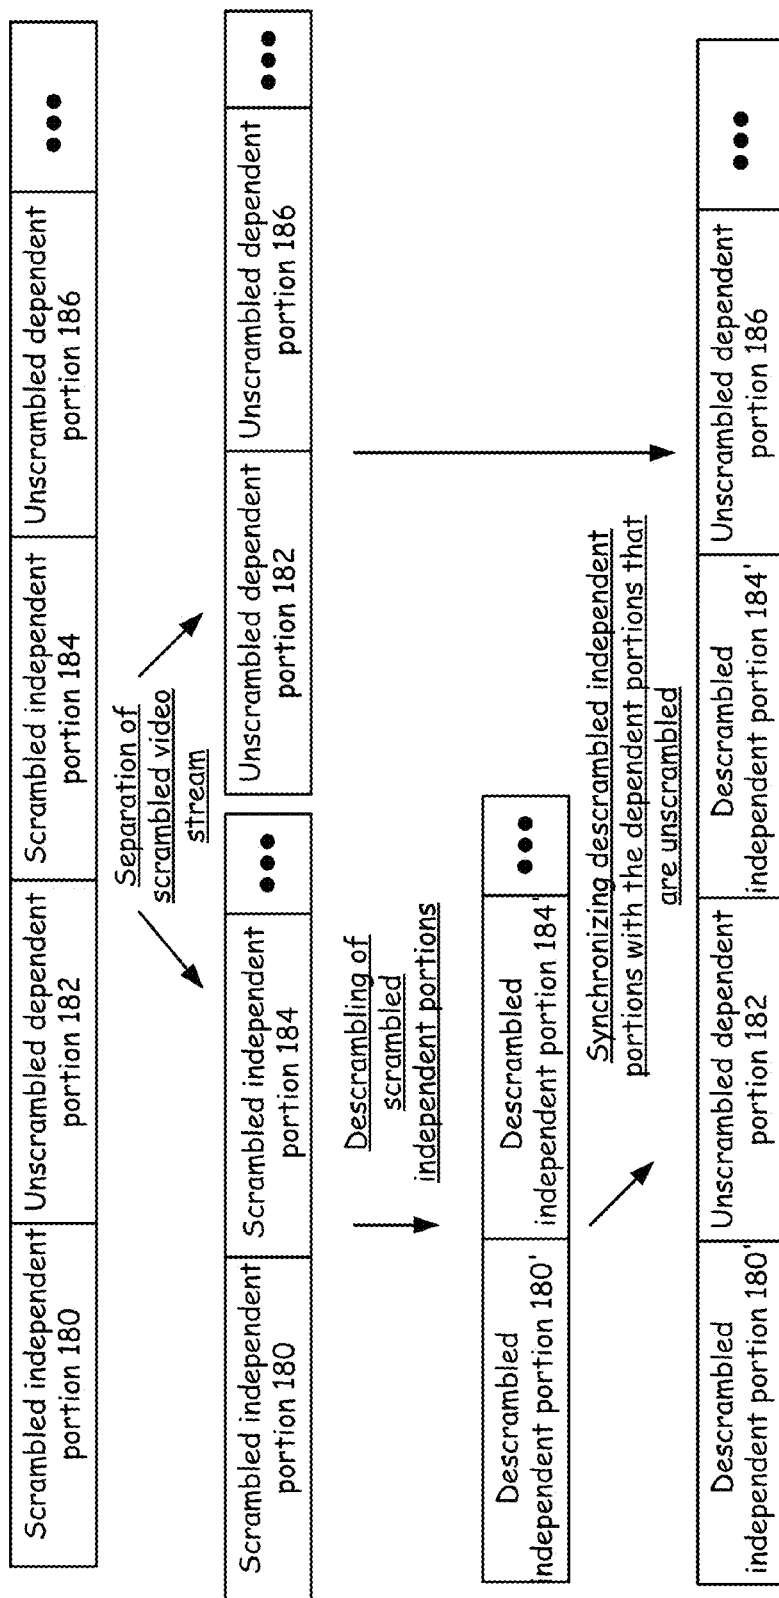 Scrambled independent
portion 180
Unscrambled dependent
portion 182
Scrambled independent
portion 184
Unscrambled dependent
portion 186
•••
Separation of
scrambled video
stream
Scrambled independent
portion 180
Scrambled independent
portion 184
•••
Unscrambled dependent
portion 182
Unscrambled dependent
portion 186
•••
Descrambling of
scrambled
independent portions
Descrambled
independent portion 180'
Descrambled
independent portion 184'
•••
Synchronizing descrambled independent
portions with the dependent portions that
are unscrambled
Descrambled
independent portion 180'
Unscrambled dependent
portion 182
Descrambled
independent portion 184'
Unscrambled dependent
portion 186
•••